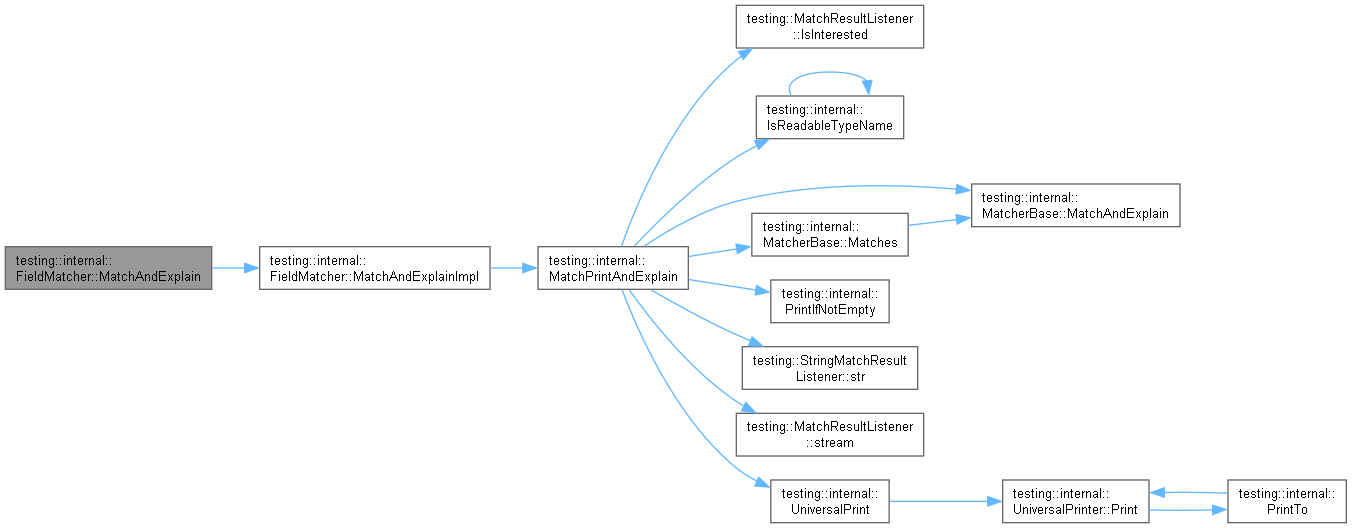 testing::internal::
FieldMatcher::MatchAndExplain
testing::internal::
FieldMatcher::MatchAndExplainImpl
testing::internal::
MatchPrintAndExplain
testing::MatchResultListener
::IsInterested
testing::internal::
IsReadableTypeName
testing::internal::
MatcherBase::MatchAndExplain
testing::internal::
MatcherBase::Matches
testing::internal::
PrintIfNotEmpty
testing::StringMatchResult
Listener::str
testing::MatchResultListener
::stream
testing::internal::
UniversalPrint
testing::internal::
UniversalPrinter::Print
testing::internal::
PrintTo